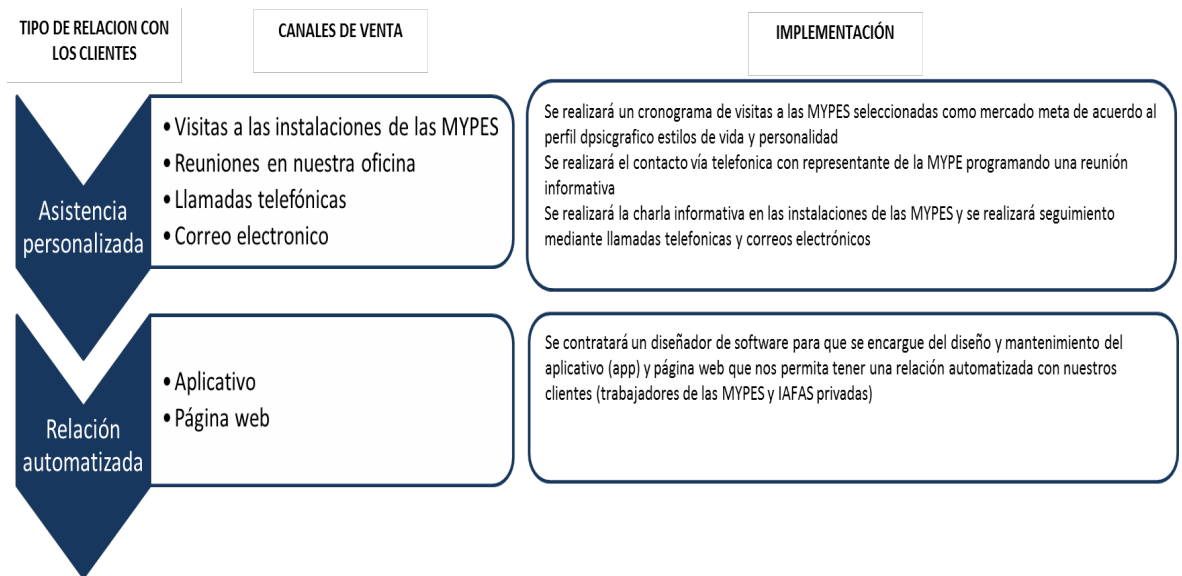 TIPO DE RELACION CON
LOS CLIENTES
CANALES DE VENTA
IMPLEMENTACIÓN
Asistencia
personalizada
• Visitas a las instalaciones de las MYPES
• Reuniones en nuestra oficina
• Llamadas telefónicas
• Correo electronico
Se realizará un cronograma de visitas a las MYPES seleccionadas como mercado meta de acuerdo al
perfil dpsicgrafico estilos de vida y personalidad
Se realizará el contacto vía telefonica con representante de la MYPE programando una reunión
informativa
Se realizará la charla informativa en las instalaciones de las MYPES y se realizará seguimiento
mediante llamadas telefonicas y correos electrónicos
Relación
automatizada
• Aplicativo
• Página web
Se contratará un diseñador de software para que se encargue del diseño y mantenimiento del
aplicativo (app) y página web que nos permita tener una relación automatizada con nuestros
clientes (trabajadores de las MYPES y IAFAS privadas)